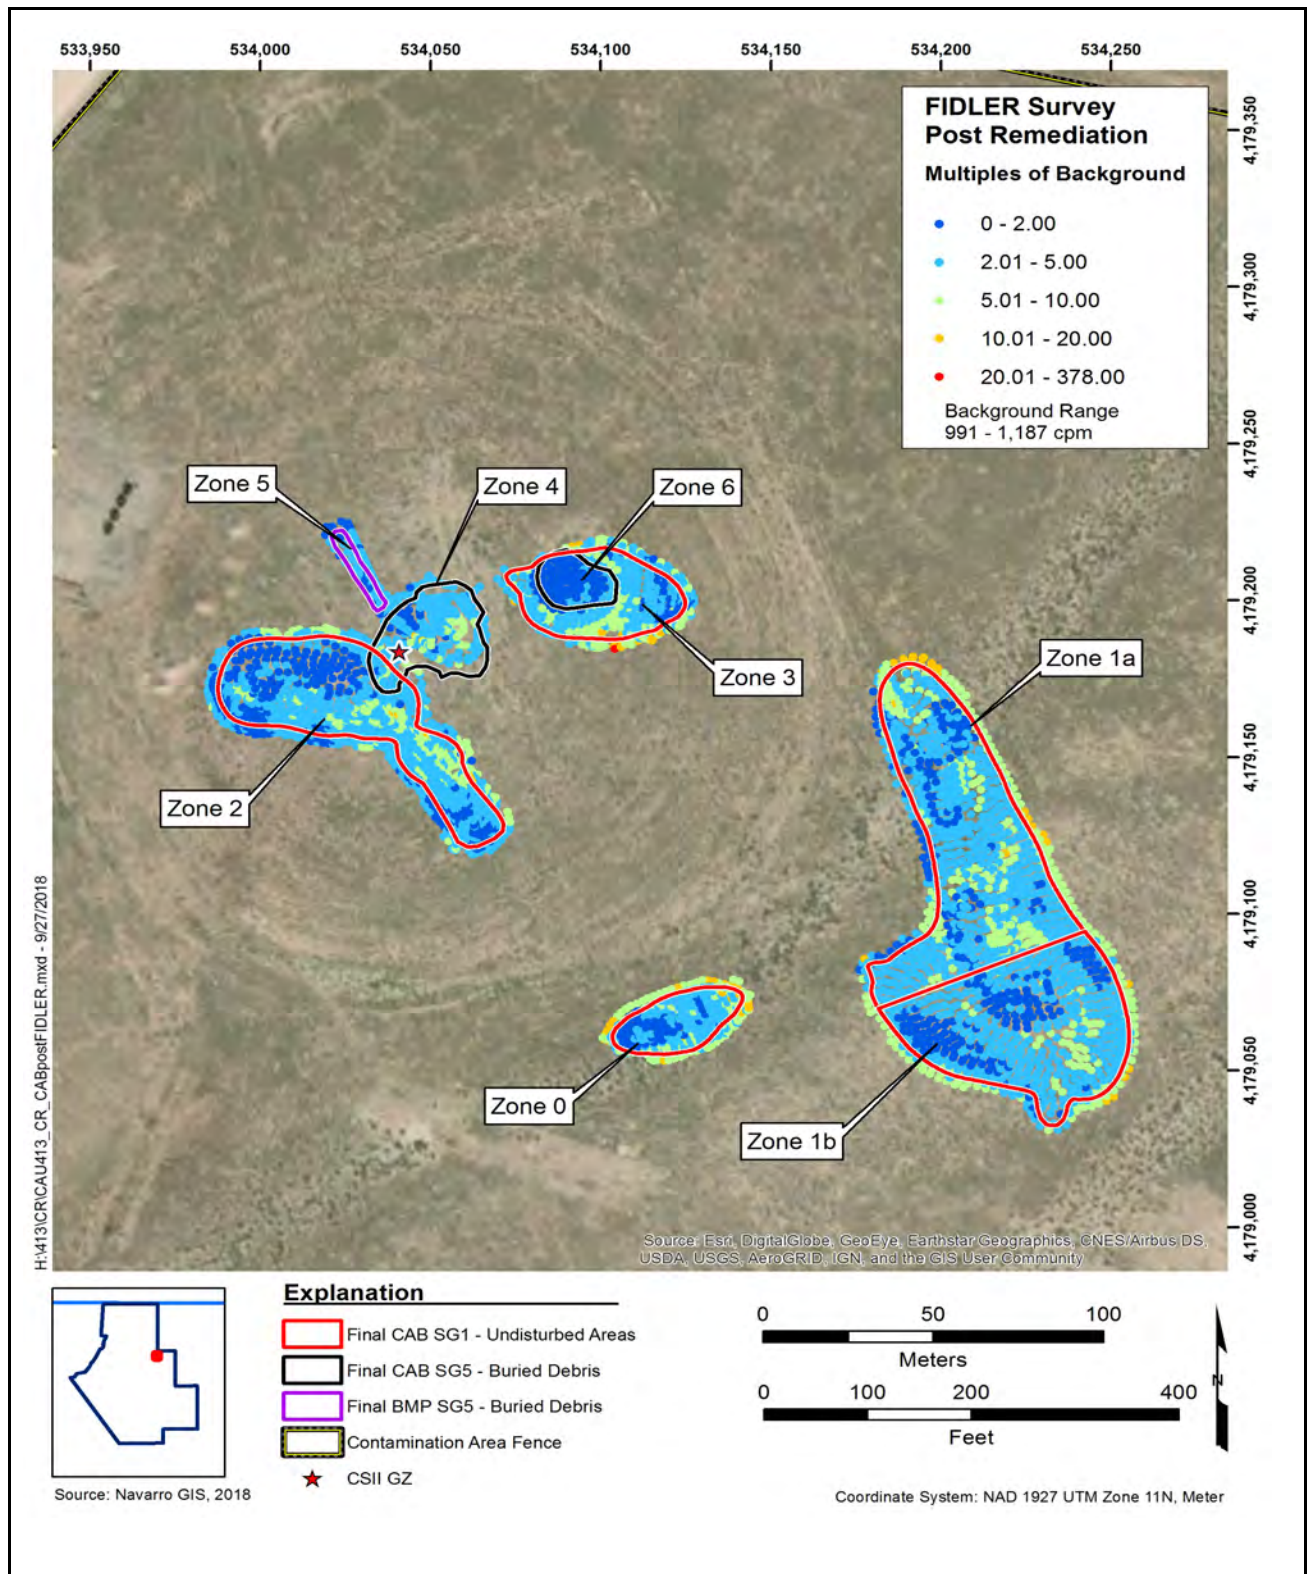 533,950 534,000 534,050 534,100 534,150 534,200 534,250
FIDLER Survey
Post Remediation
Multiples of Background
0 - 2.00
2.01 - 5.00
5.01 - 10.00
10.01 - 20.00
20.01 - 378.00
Background Range
991 - 1,187 cpm
4,179,350
4,179,300
4,179,250
4,179,200
4,179,150
4,179,100
4,179,050
4,179,000
Zone 5
Zone 4
Zone 6
Zone 3
Zone 1a
Zone 2
Zone 0
Zone 1b
H:\413\CR\CAU413_CR_CABpostFIDLER.mxd - 9/27/2018
Source: Esri, DigitalGlobe, GeoEye, Earthstar Geographics, CNES/Airbus DS,
USDA, USGS, AeroGRID, IGN, and the GIS User Community
Explanation
Final CAB SG1 - Undisturbed Areas
Final CAB SG5 - Buried Debris
Final BMP SG5 - Buried Debris
Contamination Area Fence
CSII GZ
0 50 100
Meters
0 100 200 400
Feet
N
Source: Navarro GIS, 2018
Coordinate System: NAD 1927 UTM Zone 11N, Meter